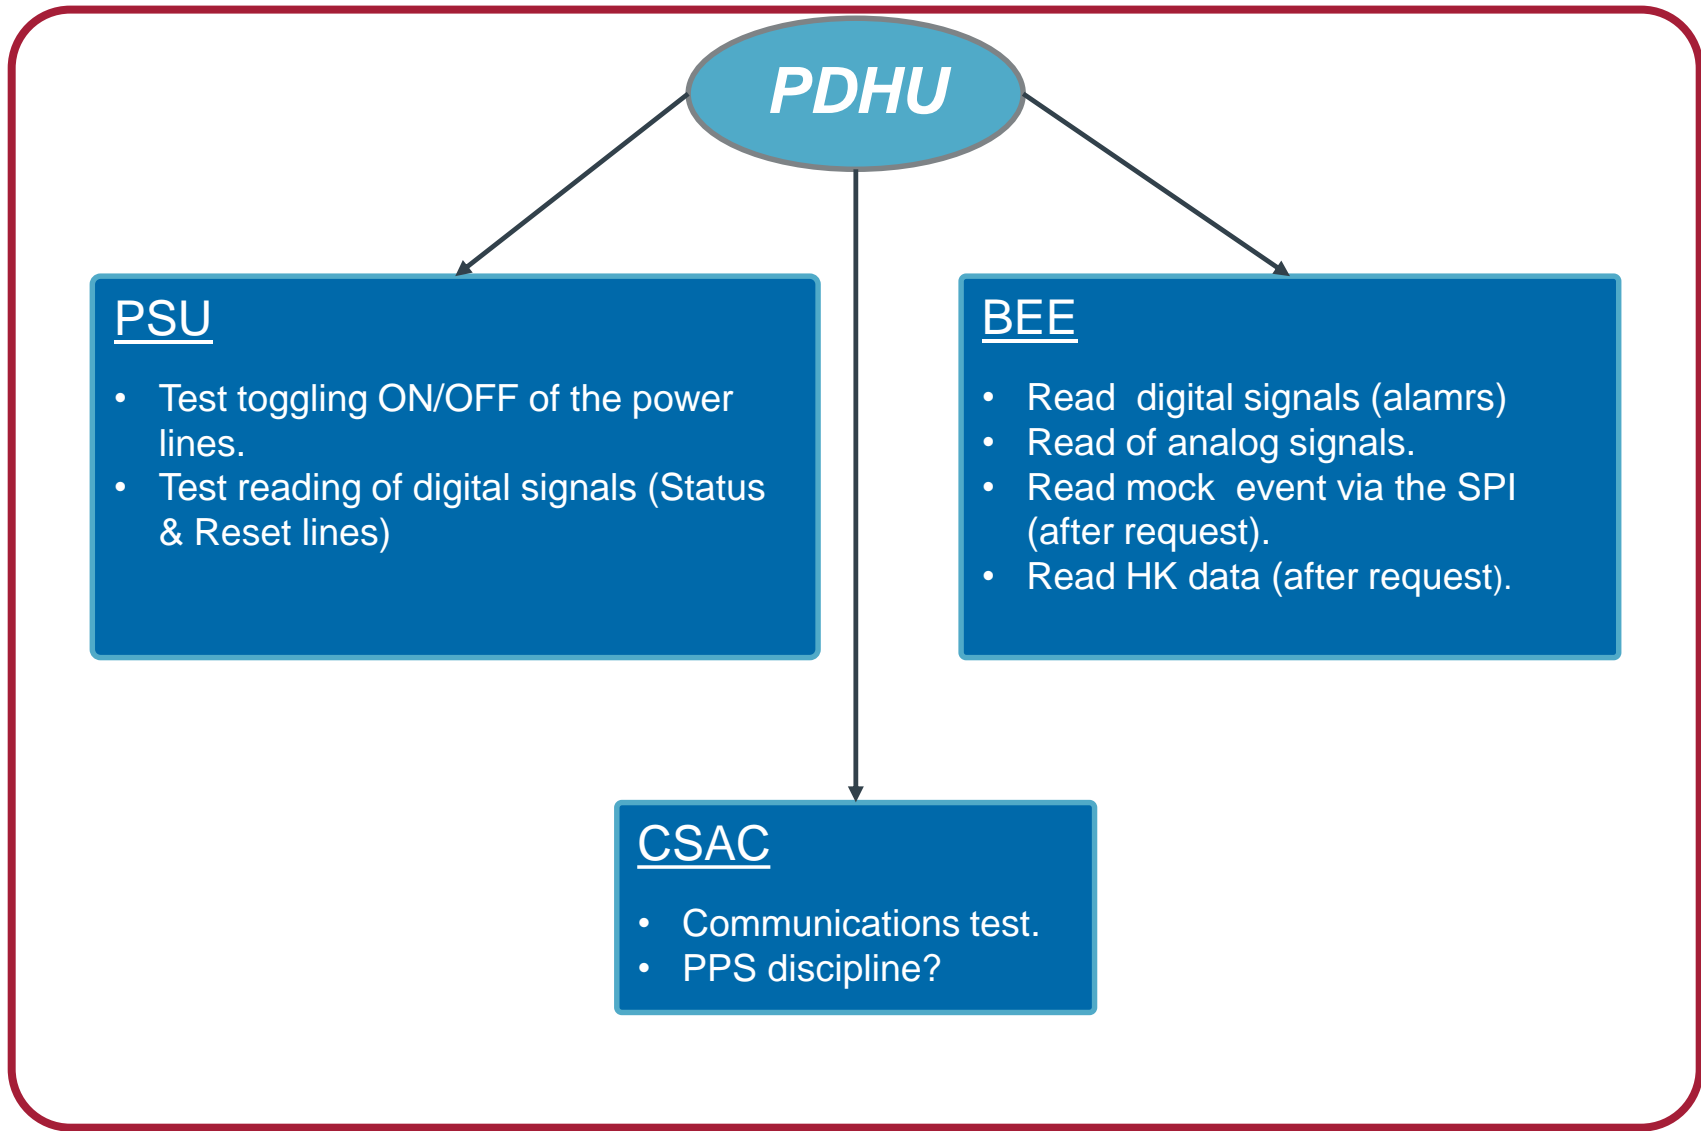 PDHU
PSU
• Test toggling ON/OFF of the power
lines.
• Test reading of digital signals (Status
& Reset lines)
BEE
• Read  digital signals (alamrs)
• Read of analog signals.
• Read mock  event via the SPI
(after request).
• Read HK data (after request).
CSAC
• Communications test.
• PPS discipline?